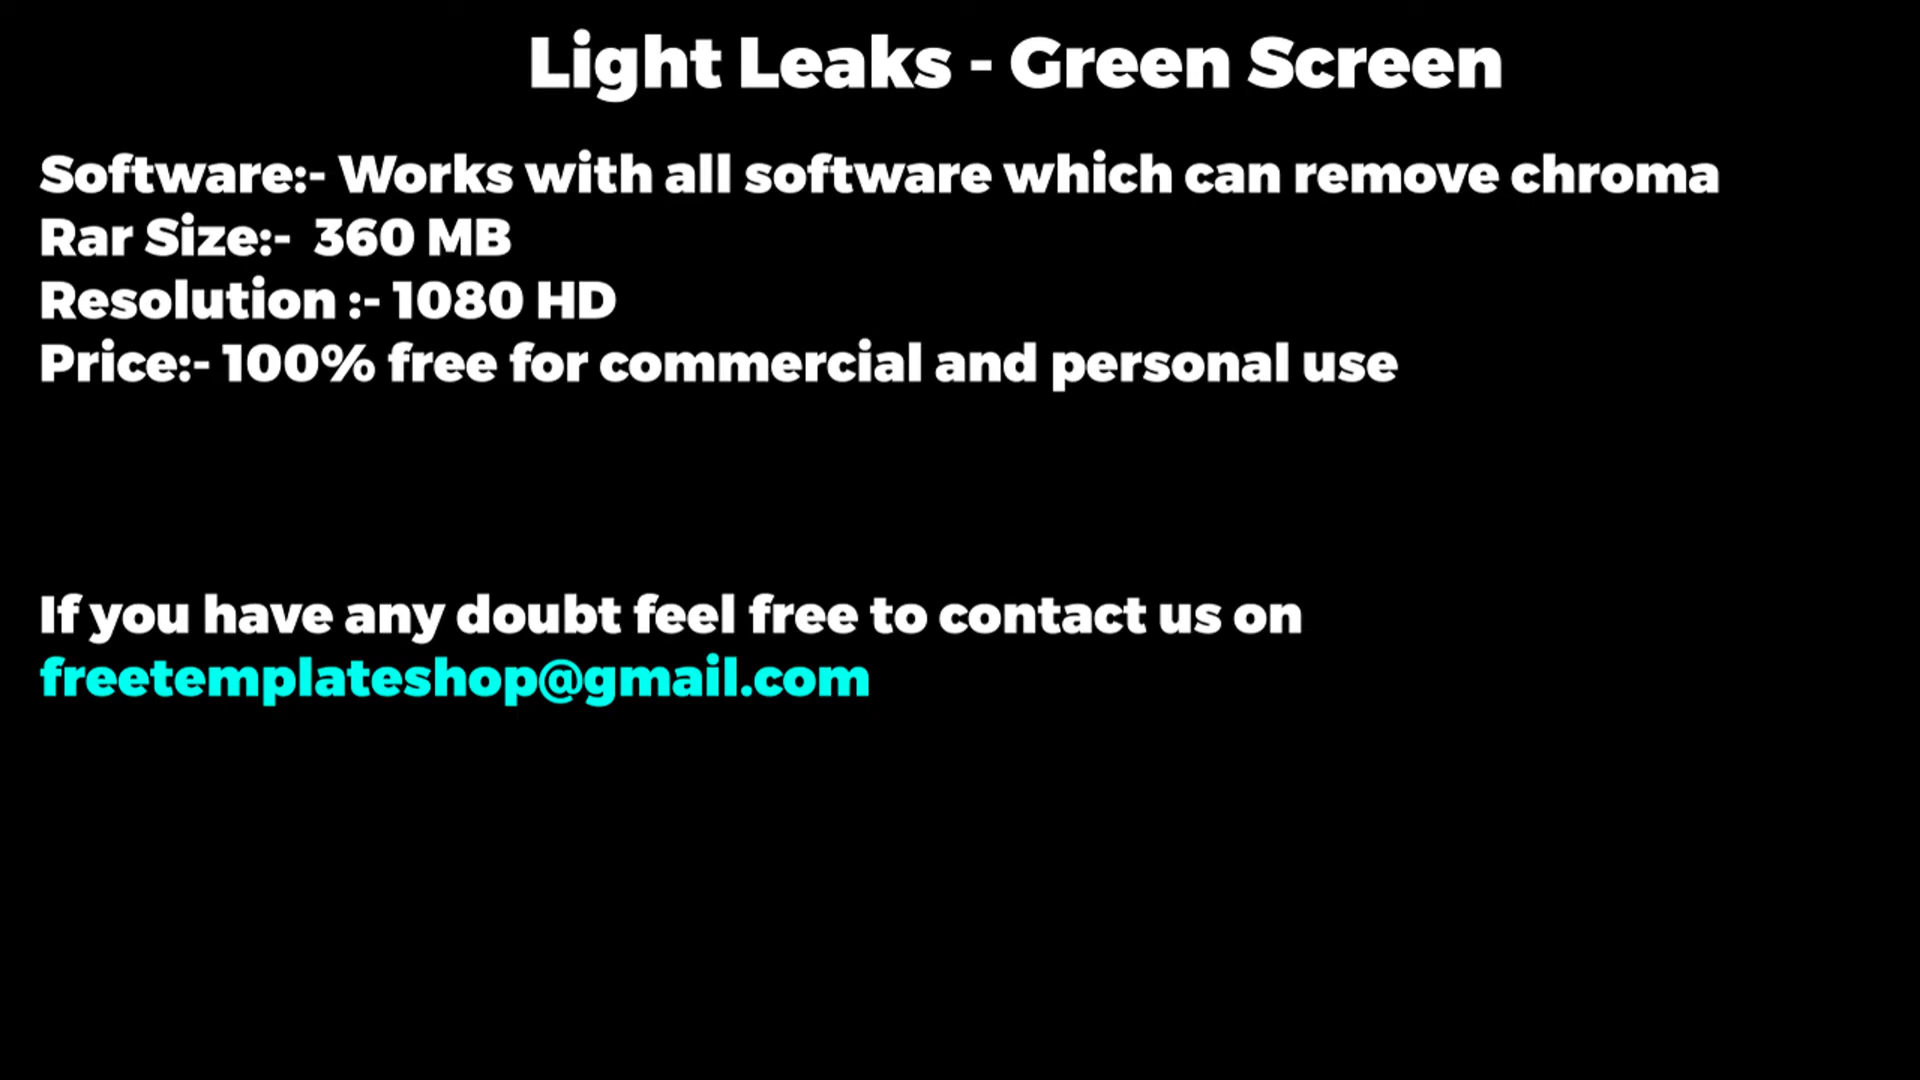 Light Leaks - Green Screen
Software:- Works with all software which can remove chroma
Rar Size:-  360 MB
Resolution :- 1080 HD
Price:- 100% free for commercial and personal use
If you have any doubt feel free to contact us on
freetemplateshop@gmail.com